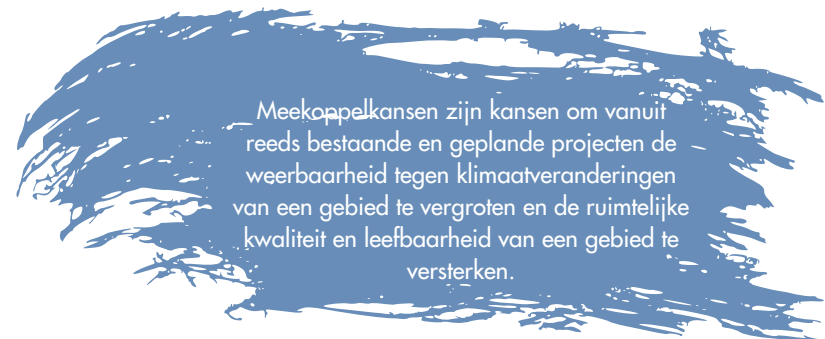 Meekoppelkansen zijn kansen om vanuit
reeds bestaande en geplande projecten de
weerbaarheid tegen klimaatveranderingen
van een gebied te vergroten en de ruimtelijke
kwaliteit en leefbaarheid van een gebied te
versterken.